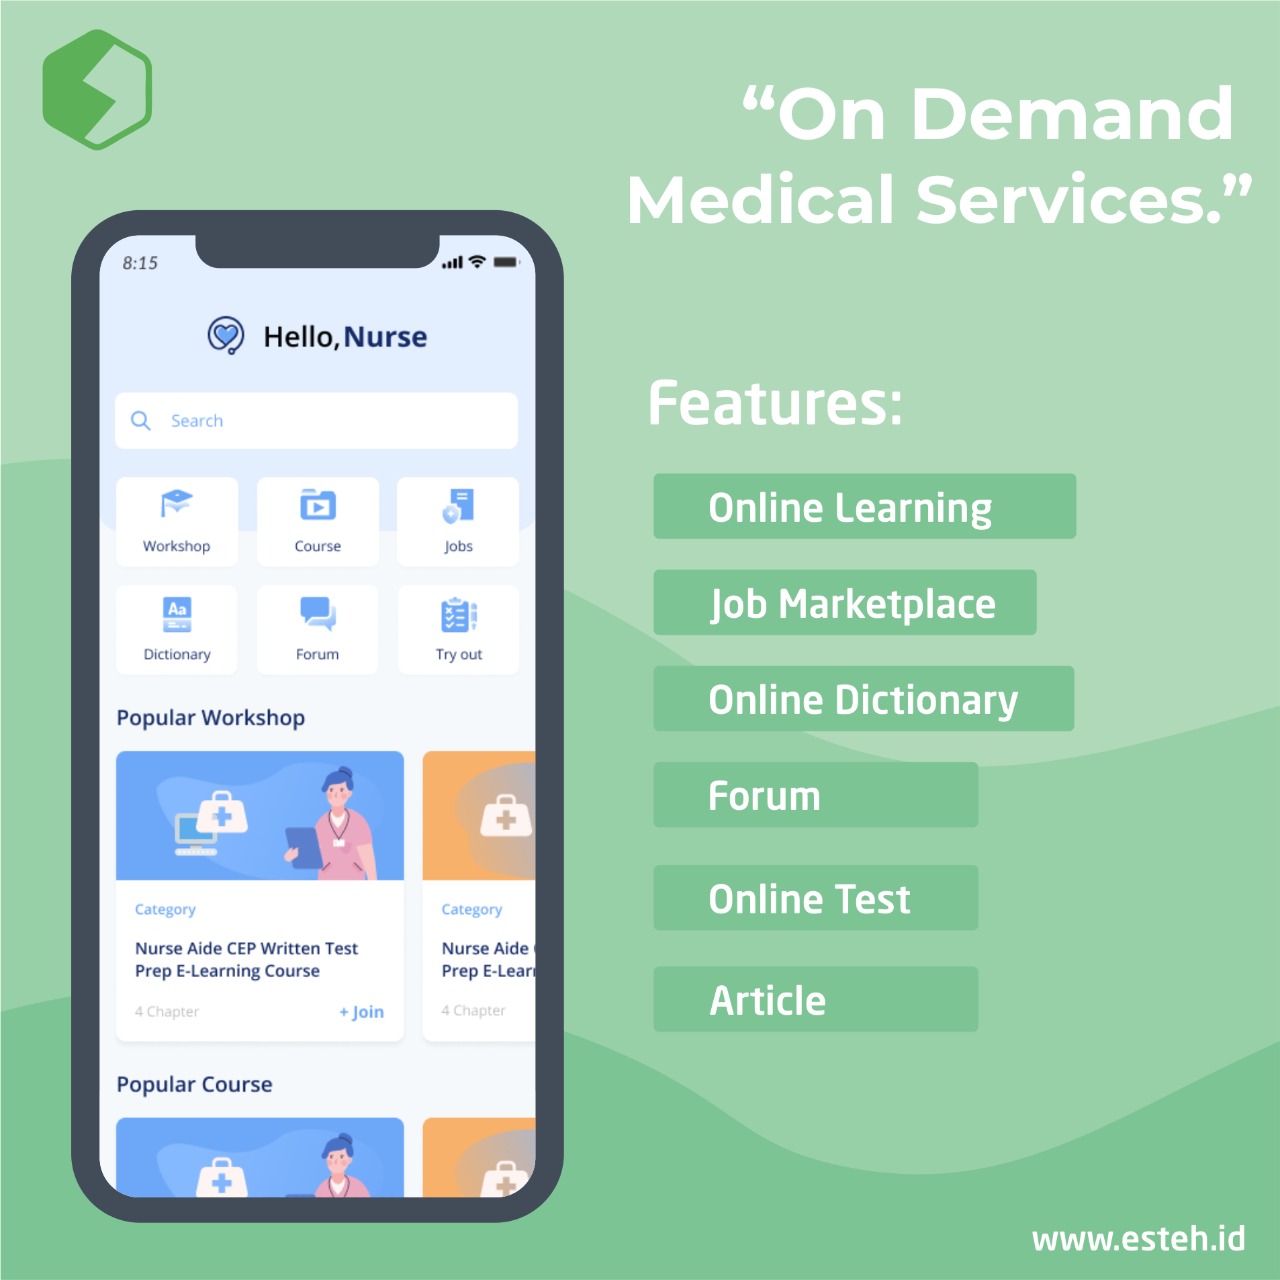 “On Demand
Medical Services.”
8:15
Hello, Nurse
Search
Workshop
Course
Jobs
Aa
Dictionary
Forum
Try out
Popular Workshop
Category
Nurse Aide CEP Written Test
Prep E-Learning Course
4 Chapter
+ Join
Category
Nurse Aide
Prep E-Lear
4 Chapter
Popular Course
Features:
Online Learning
Job Marketplace
Online Dictionary
Forum
Online Test
Article
www.esteh.id